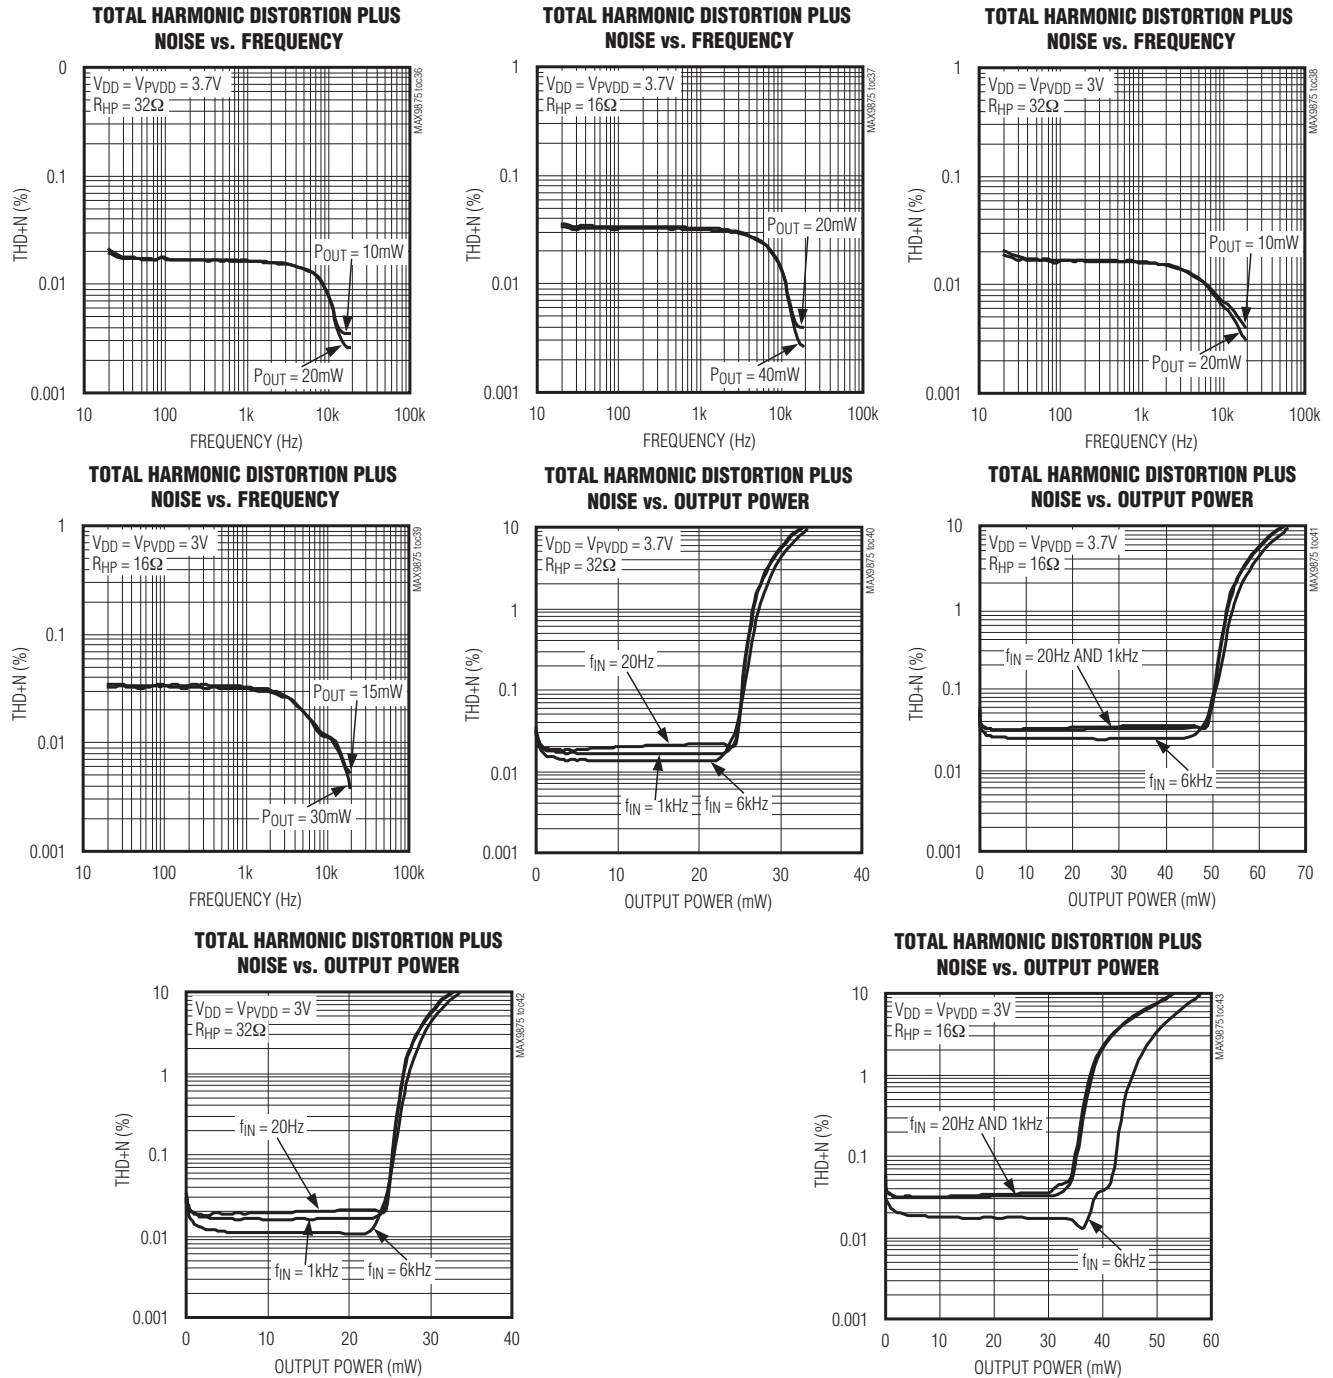 TOTAL HARMONIC DISTORTION PLUS
NOISE vs. FREQUENCY
VDD = VPVDD = 3.7V
RHP = 32Ω
MAX9875 toc36
0
0.1
0.01
0.001
THD+N (%)
POUT = 10mW
POUT = 20mW
10
100
1k
10k
100k
FREQUENCY (Hz)
TOTAL HARMONIC DISTORTION PLUS
NOISE vs. FREQUENCY
VDD = VPVDD = 3.7V
RHP = 16Ω
MAX9875 toc37
1
0.1
0.01
0.001
THD+N (%)
POUT = 20mW
POUT = 40mW
10
100
1k
10k
100k
FREQUENCY (Hz)
TOTAL HARMONIC DISTORTION PLUS
NOISE vs. FREQUENCY
VDD = VPVDD = 3V
RHP = 32Ω
MAX9875 toc38
1
0.1
0.01
0.001
THD+N (%)
POUT = 10mW
POUT = 20mW
10
100
1k
10k
100k
FREQUENCY (Hz)
TOTAL HARMONIC DISTORTION PLUS
NOISE vs. FREQUENCY
VDD = VPVDD = 3V
RHP = 16Ω
MAX9875 toc39
1
0.1
0.01
0.001
THD+N (%)
POUT = 15mW
POUT = 30mW
10
100
1k
10k
100k
FREQUENCY (Hz)
TOTAL HARMONIC DISTORTION PLUS
NOISE vs. OUTPUT POWER
VDD = VPVDD = 3.7V
RHP = 32Ω
MAX9875 toc40
10
1
0.1
0.01
0.001
THD+N (%)
fIN = 20Hz
fIN = 1kHz
fIN = 6kHz
0
10
20
30
40
OUTPUT POWER (mW)
TOTAL HARMONIC DISTORTION PLUS
NOISE vs. OUTPUT POWER
VDD = VPVDD = 3.7V
RHP = 16Ω
MAX9875 toc41
10
1
0.1
0.01
0.001
THD+N (%)
fIN = 20Hz AND 1kHz
fIN = 6kHz
0
10
20
30
40
50
60
70
OUTPUT POWER (mW)
TOTAL HARMONIC DISTORTION PLUS
NOISE vs. OUTPUT POWER
VDD = VPVDD = 3V
RHP = 32Ω
MAX9875 toc42
10
1
0.1
0.01
0.001
THD+N (%)
fIN = 20Hz
fIN = 1kHz
fIN = 6kHz
0
10
20
30
40
OUTPUT POWER (mW)
TOTAL HARMONIC DISTORTION PLUS
NOISE vs. OUTPUT POWER
VDD = VPVDD = 3V
RHP = 16Ω
MAX9875 toc43
10
1
0.1
0.01
0.001
THD+N (%)
fIN = 20Hz AND 1kHz
fIN = 6kHz
0
10
20
30
40
50
60
OUTPUT POWER (mW)